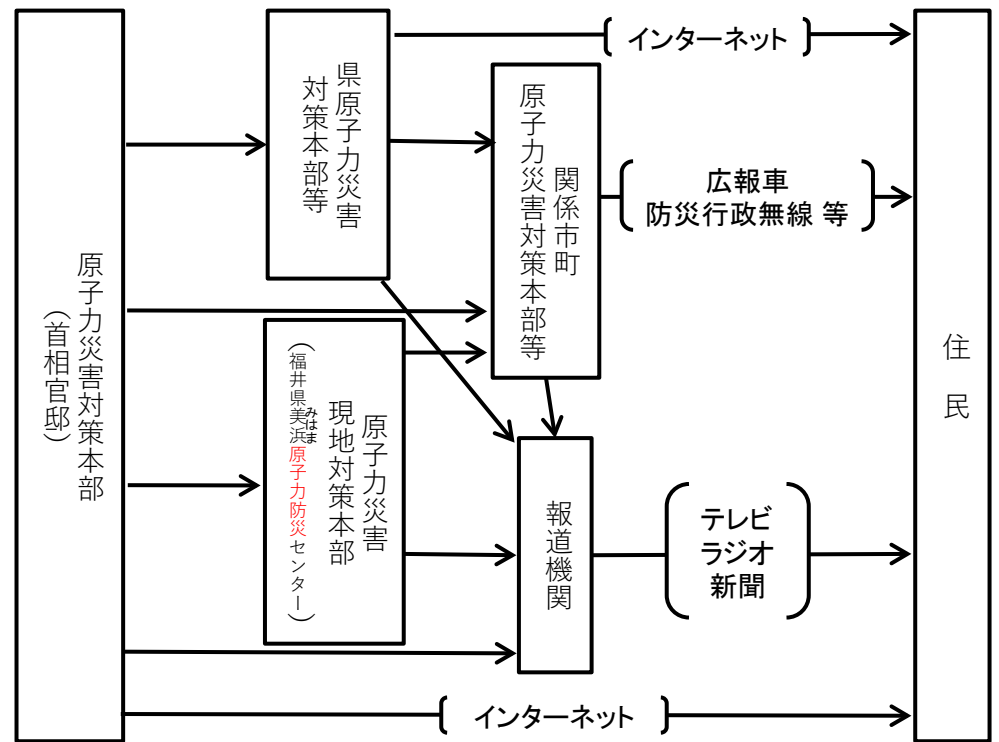 原子力災害対策本部
（首相官邸）
県原子力災害
対策本部等
インターネット
関係市町
原子力災害対策本部等
広報車
防災行政無線 等
原子力災害
現地対策本部
（福井県美浜原子力防災センター）
みはま
報道機関
テレビ
ラジオ
新聞
インターネット
住民